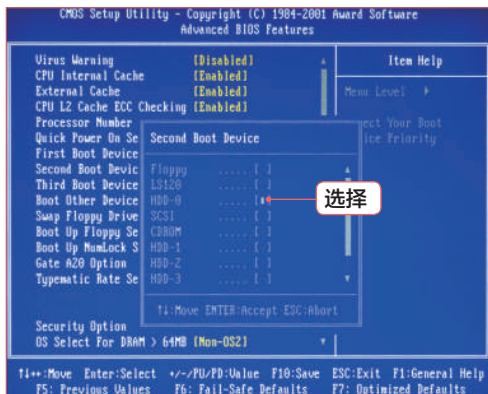 CMOS Setup Utility - Copyright (C) 1984-2001 Award Software
Advanced BIOS Features
Virus Warning [Disabled]
CPU Internal Cache [Enabled]
External Cache [Enabled]
CPU L2 Cache ECC Checking [Enabled]
Processor Number
Quick Power On Se
First Boot Device
Second Boot Devic
Third Boot Device
Boot Other Device
Swap Floppy Drive
Boot Up Floppy Se
Boot Up NumLock S
Gate A20 Option
Typematic Rate Se
Security Option
OS Select For DRAM > 64MB [Non-OS2]
Second Boot Device
Floppy ..... [ ]
LS120 ..... [ ]
HDD-0 ..... [■
SCSI ..... [ ]
CDROM ..... [ ]
HDD-1 ..... [ ]
HDD-2 ..... [ ]
HDD-3 ..... [ ]
↑↓:Move ENTER:Accept ESC:Abort
选择
Item Help
Menu Level ▸
ect Your Boot
ice Priority
↑↓↔:Move Enter:Select +/-/PU/PD:Value F10:Save ESC:Exit F1:General Help
F5: Previous Values F6: Fail-Safe Defaults F7: Optimized Defaults